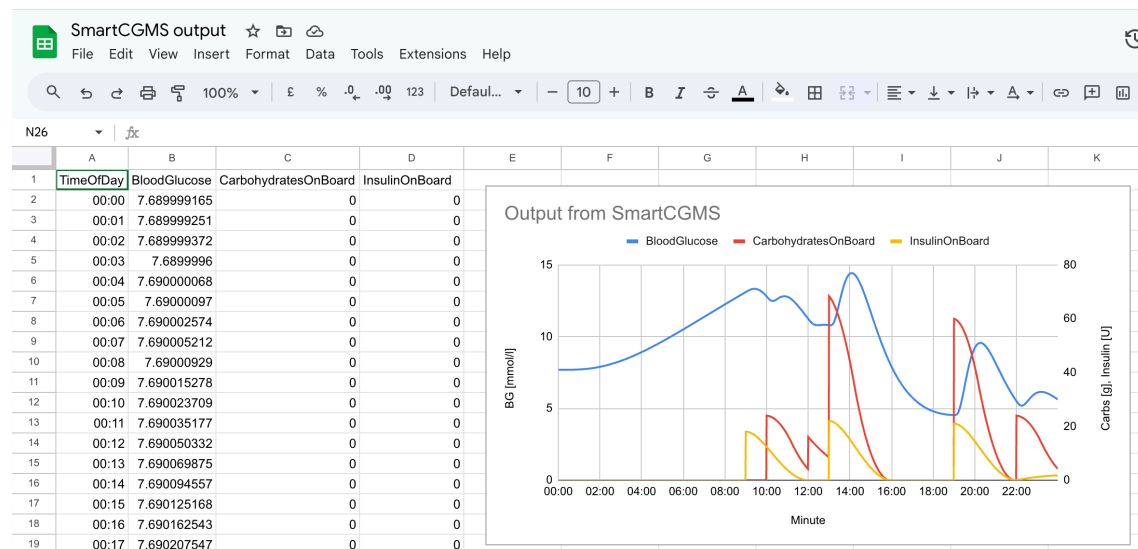 SmartCGMS output
File Edit View Insert Format Data Tools Extensions Help
100% £ % .0 .00 123 Defaul... 10 B I S A A
N26 fx
A B C D E F G H I J K
1 TimeOfDay BloodGlucose CarbohydratesOnBoard InsulinOnBoard
2 00:00 7.689999165 0 0
3 00:01 7.689999251 0 0
4 00:02 7.689999372 0 0
5 00:03 7.6899996 0 0
6 00:04 7.690000068 0 0
7 00:05 7.69000097 0 0
8 00:06 7.690002574 0 0
9 00:07 7.690005212 0 0
10 00:08 7.69000929 0 0
11 00:09 7.690015278 0 0
12 00:10 7.690023709 0 0
13 00:11 7.690035177 0 0
14 00:12 7.690050332 0 0
15 00:13 7.690069875 0 0
16 00:14 7.690094557 0 0
17 00:15 7.690125168 0 0
18 00:16 7.690162543 0 0
19 00:17 7.690207547 0 0
Output from SmartCGMS
BloodGlucose CarbohydratesOnBoard InsulinOnBoard
15 80
60
10
40
5
20
0 0
BG [mmol/l]
Carbs [g], Insulin [U]
00:00 02:00 04:00 06:00 08:00 10:00 12:00 14:00 16:00 18:00 20:00 22:00
Minute